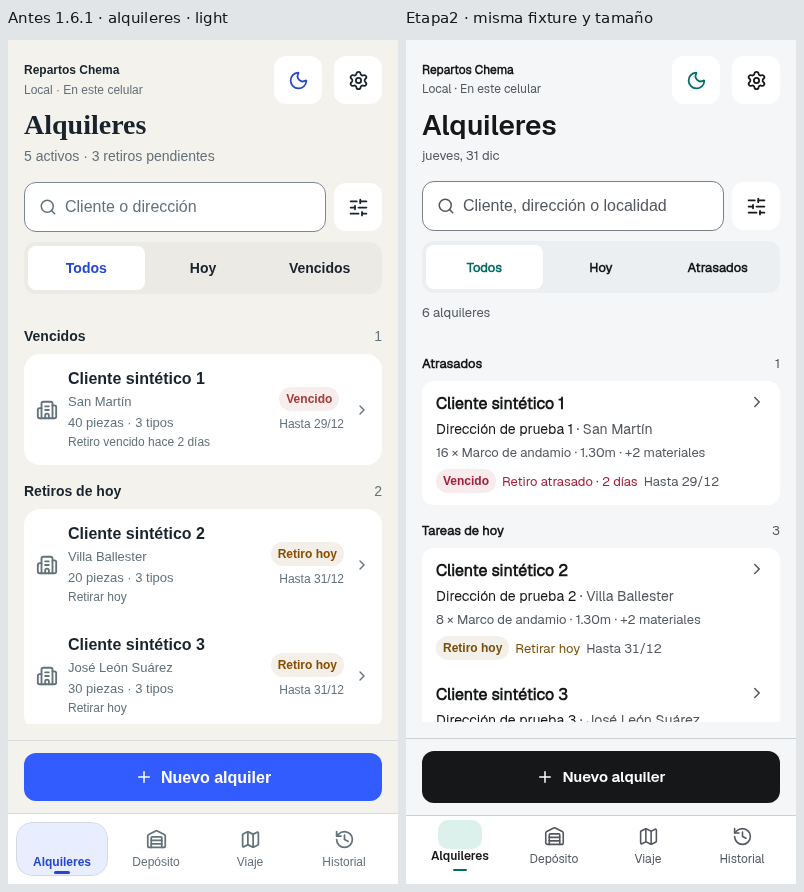 Antes 1.6.1 · alquileres · light
Repartos Chema
Local · En este celular
Alquileres
5 activos · 3 retiros pendientes
Cliente o dirección
Todos Hoy Vencidos
Vencidos 1
Cliente sintético 1
San Martín
40 piezas · 3 tipos
Retiro vencido hace 2 días
Vencido
Hasta 29/12
Retiros de hoy 2
Cliente sintético 2
Villa Ballester
20 piezas · 3 tipos
Retirar hoy
Retiro hoy
Hasta 31/12
Cliente sintético 3
José León Suárez
30 piezas · 3 tipos
Retirar hoy
Retiro hoy
Hasta 31/12
Nuevo alquiler
Alquileres Depósito Viaje Historial
Etapa2 · misma fixture y tamaño
Repartos Chema
Local · En este celular
Alquileres
jueves, 31 dic
Cliente, dirección o localidad
Todos Hoy Atrasados
6 alquileres
Atrasados 1
Cliente sintético 1
Dirección de prueba 1 · San Martín
16 × Marco de andamio · 1.30m · +2 materiales
Vencido Retiro atrasado · 2 días Hasta 29/12
Tareas de hoy 3
Cliente sintético 2
Dirección de prueba 2 · Villa Ballester
8 × Marco de andamio · 1.30m · +2 materiales
Retiro hoy Retirar hoy Hasta 31/12
Cliente sintético 3
Dirección de prueba 3 · José León Suárez
Nuevo alquiler
Alquileres Depósito Viaje Historial